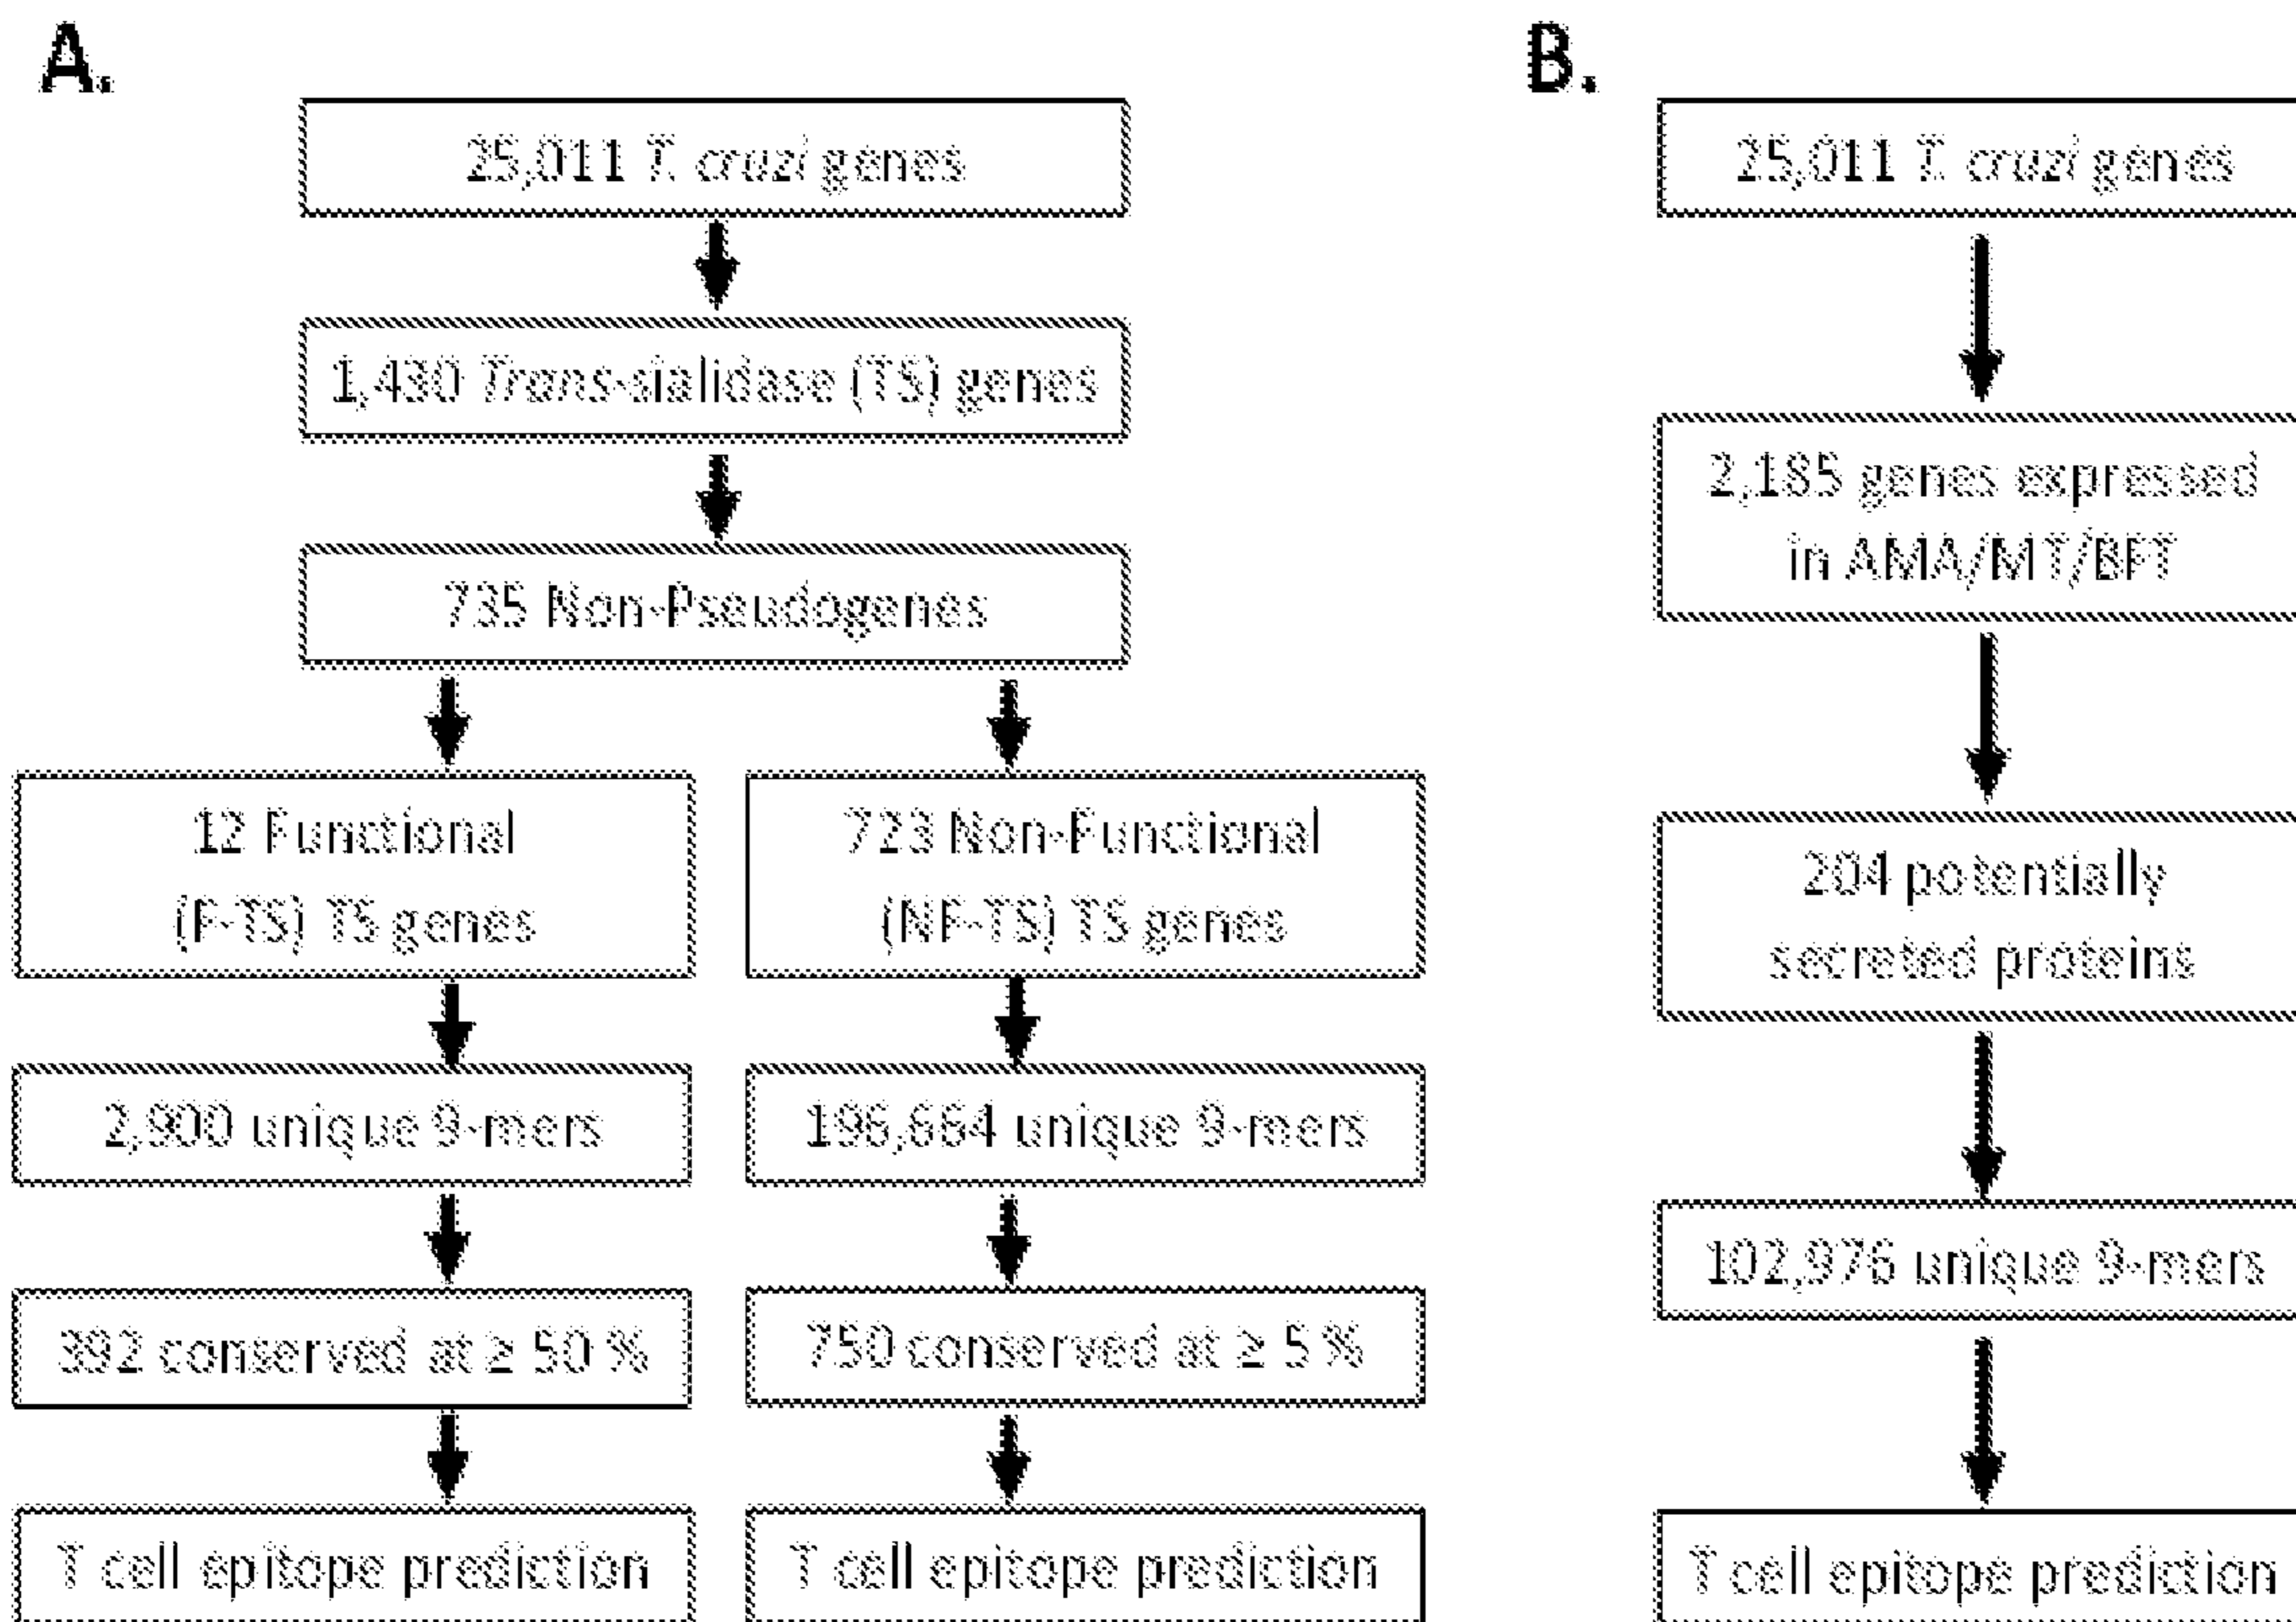 A.
25,011 T. cruzi genes
1,430 Trans-sialidase (TS) genes
735 Non-Pseudogenes
12 Functional
(F-TS) TS genes
723 Non-Functional
(NF-TS) TS genes
2,900 unique 9-mers
196,664 unique 9-mers
392 conserved at ≥ 50 %
750 conserved at ≥ 5 %
T cell epitope prediction
T cell epitope prediction
B.
25,011 T. cruzi genes
2,185 genes expressed
in AMA/MT/BFT
204 potentially
secreted proteins
102,976 unique 9-mers
T cell epitope prediction